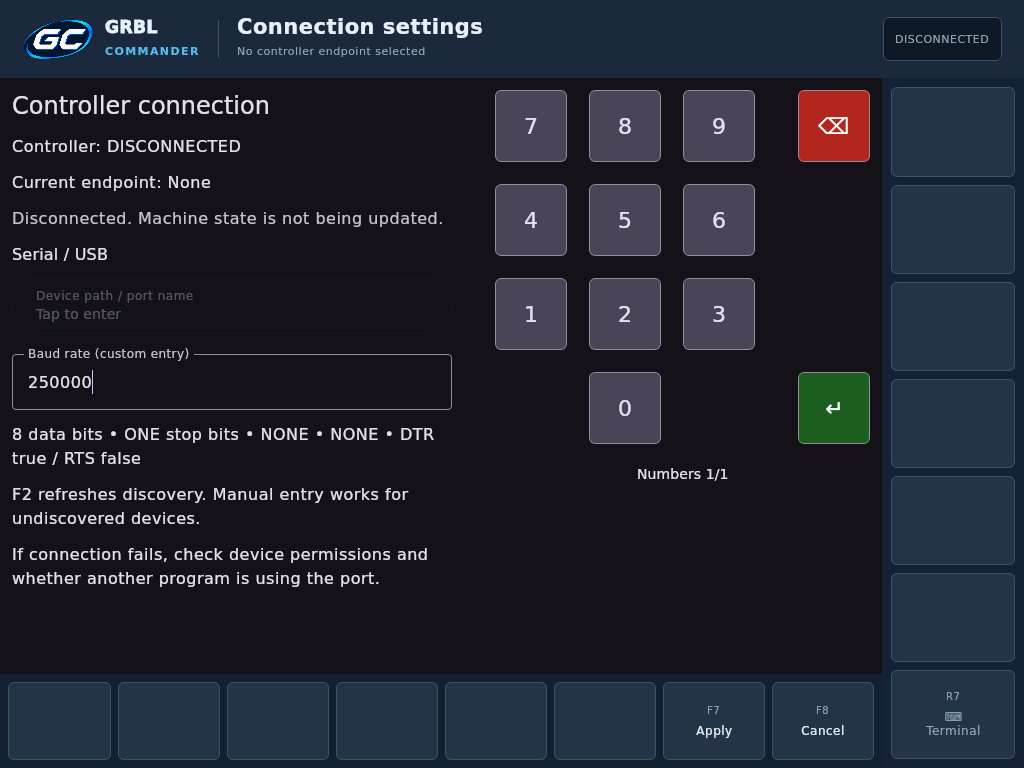 GC
GRBL
COMMANDER
Connection settings
No controller endpoint selected
DISCONNECTED
Controller connection
Controller: DISCONNECTED
Current endpoint: None
Disconnected. Machine state is not being updated.
Serial / USB
Device path / port name
Tap to enter
Baud rate (custom entry)
250000
8 data bits • ONE stop bits • NONE • NONE • DTR
true / RTS false
F2 refreshes discovery. Manual entry works for
undiscovered devices.
If connection fails, check device permissions and
whether another program is using the port.
7 8 9 ⌫
4 5 6
1 2 3
0 ↵
Numbers 1/1
F7
Apply
F8
Cancel
R7
⌨
Terminal